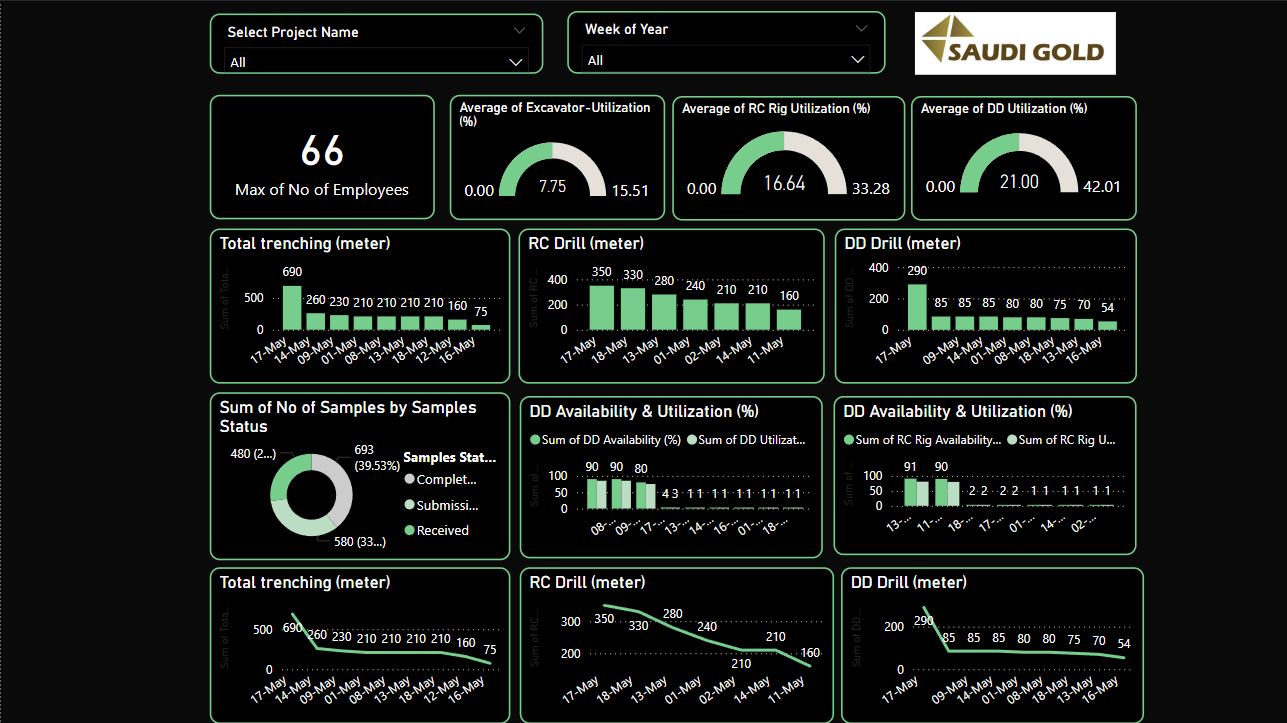 Select Project Name
All
Week of Year
All
SAUDI GOLD
66
Max of No of Employees
Average of Excavator-Utilization
(%)
0.00
7.75
15.51
Average of RC Rig Utilization (%)
0.00
16.64
33.28
Average of DD Utilization (%)
0.00
21.00
42.01
Total trenching (meter)
Sum of Tota...
500
0
690 260 230 210 210 210 210 160 75
17-May 14-May 09-May 01-May 08-May 13-May 18-May 12-May 16-May
RC Drill (meter)
Sum of RC ...
400
200
0
350 330 280 240 210 210 160
17-May 18-May 13-May 01-May 02-May 14-May 11-May
DD Drill (meter)
Sum of DD ...
400
200
0
290 85 85 85 80 80 75 70 54
17-May 09-May 14-May 01-May 08-May 18-May 13-May 16-May
Sum of No of Samples by Samples
Status
480 (2...)
693
(39.53%)
580 (33...)
Samples Stat...
Complet...
Submissi...
Received
DD Availability & Utilization (%)
Sum of DD Availability (%) Sum of DD Utilizat...
Sum of ...
100
50
0
90 90 80 4 3 1 1 1 1 1 1 1 1 1 1
08-... 09-... 17-... 13-... 14-... 16-... 01-... 18-...
DD Availability & Utilization (%)
Sum of RC Rig Availability... Sum of RC Rig U...
Sum of ...
100
50
0
91 90 2 2 2 2 1 1 1 1 1 1
13-... 11-... 18-... 17-... 01-... 14-... 02-...
Total trenching (meter)
Sum of Tota...
500
0
690 260 230 210 210 210 210 160 75
17-May 14-May 09-May 01-May 08-May 13-May 18-May 12-May 16-May
RC Drill (meter)
Sum of RC ...
300
200
350 330 280 240 210 210 160
17-May 18-May 13-May 01-May 02-May 14-May 11-May
DD Drill (meter)
Sum of DD ...
200
0
290 85 85 85 80 80 75 70 54
17-May 09-May 14-May 01-May 08-May 18-May 13-May 16-May